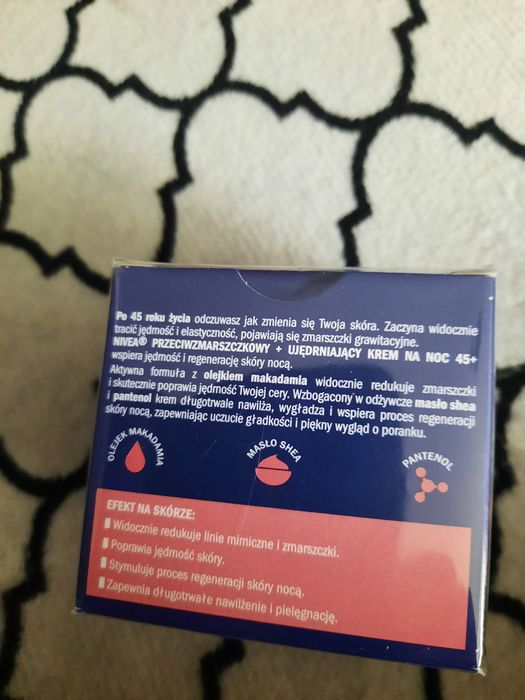 Po 45 roku życia odczuwasz jak zmienia się Twoja skóra. Zaczyna widocznie
tracić jędrność i elastyczność, pojawiają się zmarszczki grawitacyjne.
NIVEA® PRZECIWZMARSZCZKOWY + UJĘDRNIAJĄCY KREM NA NOC 45+
wspiera jędrność i regenerację skóry nocą.
Aktywna formuła z olejkiem makadamia widocznie redukuje zmarszczki
i skutecznie poprawia jędrność Twojej cery. Wzbogacony w odżywcze masło shea
i pantenol krem długotrwale nawilża, wygładza i wspiera proces regeneracji
skóry nocą, zapewniając uczucie gładkości i piękny wygląd o poranku.
OLEJEK MAKADAMIA
MASŁO SHEA
PANTENOL
EFEKT NA SKÓRZE:
Widocznie redukuje linie mimiczne i zmarszczki.
Poprawia jędrność skóry.
Stymuluje proces regeneracji skóry nocą.
Zapewnia długotrwałe nawilżenie i pielęgnację.